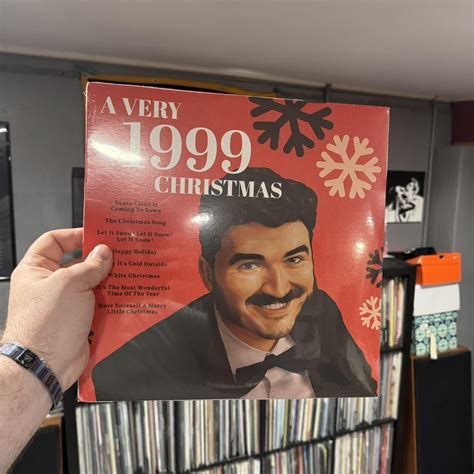 A VERY
1999
CHRISTMAS
Santa Claus Is
Coming To Town
The Christmas Song
Let It Snow! Let It Snow!
Let It Snow!
Happy Holiday
It's Cold Outside
White Christmas
It's The Most Wonderful
Time Of The Year
Have Yourself A Merry
Little Christmas